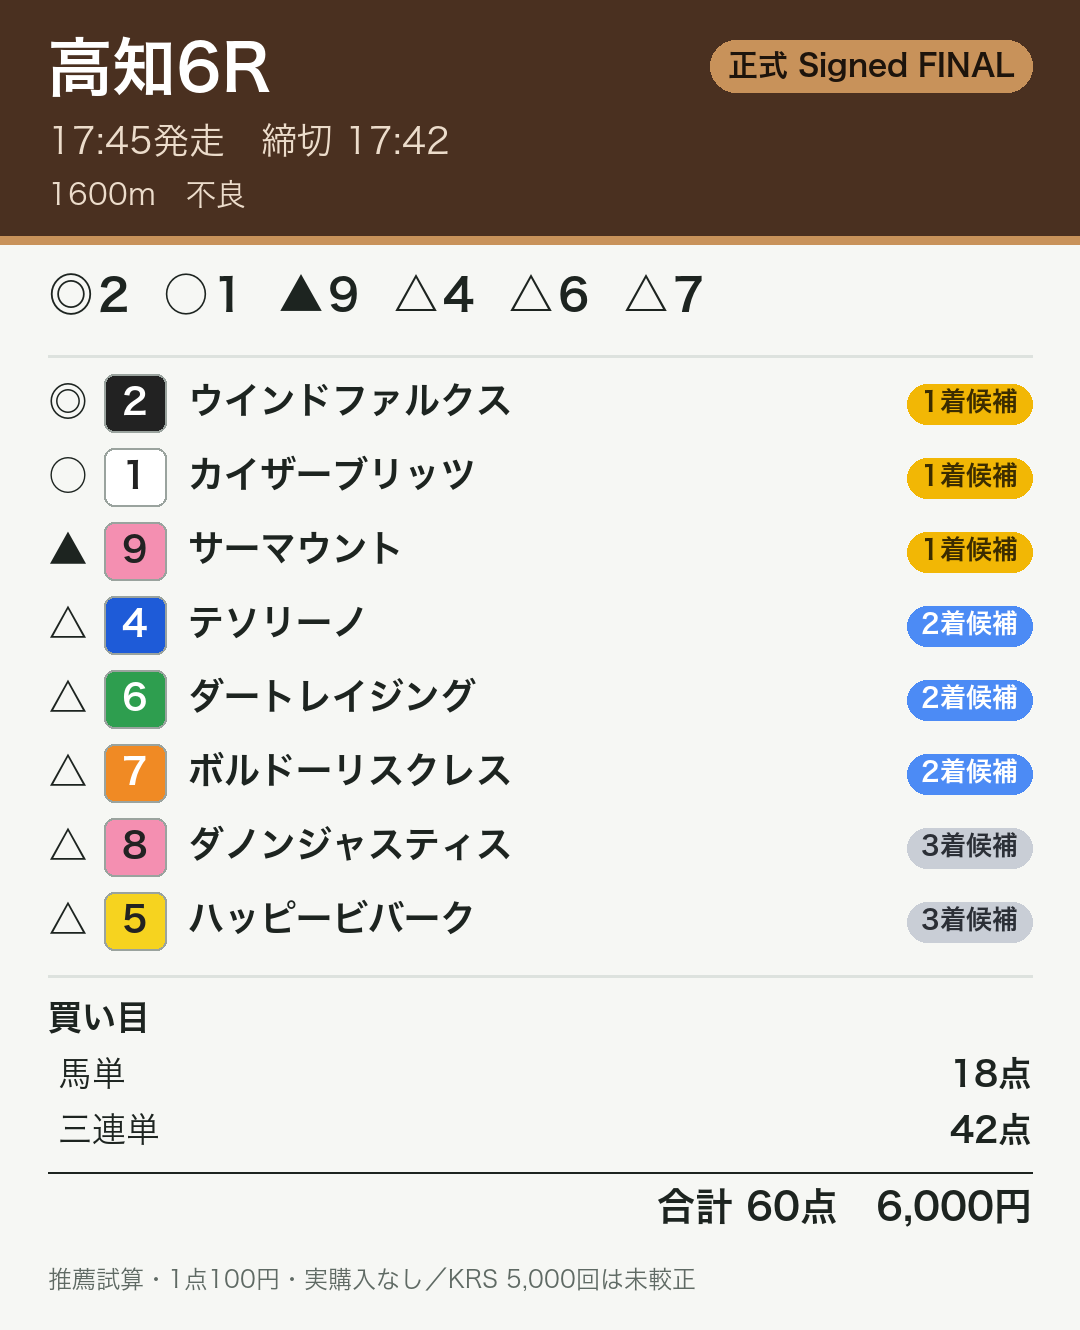 高知6R
正式 Signed FINAL
17:45発走　締切 17:42
1600m　不良
◎2 ○1 ▲9 △4 △6 △7
◎ 2 ウインドファルクス 1着候補
○ 1 カイザーブリッツ 1着候補
▲ 9 サーマウント 1着候補
△ 4 テソリーノ 2着候補
△ 6 ダートレイジング 2着候補
△ 7 ボルドーリスクレス 2着候補
△ 8 ダノンジャスティス 3着候補
△ 5 ハッピービバーク 3着候補
買い目
馬単 18点
三連単 42点
合計 60点　6,000円
推薦試算・1点100円・実購入なし／KRS 5,000回は未較正